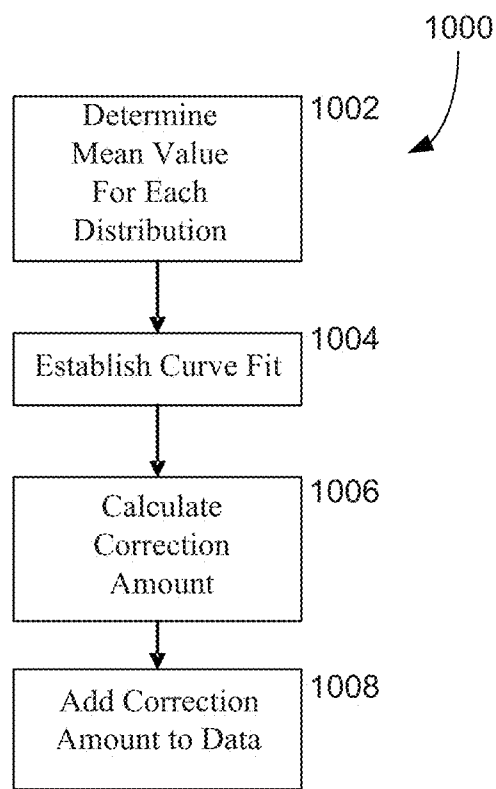 1000
1002
Determine
Mean Value
For Each
Distribution
1004
Establish Curve Fit
1006
Calculate
Correction
Amount
1008
Add Correction
Amount to Data